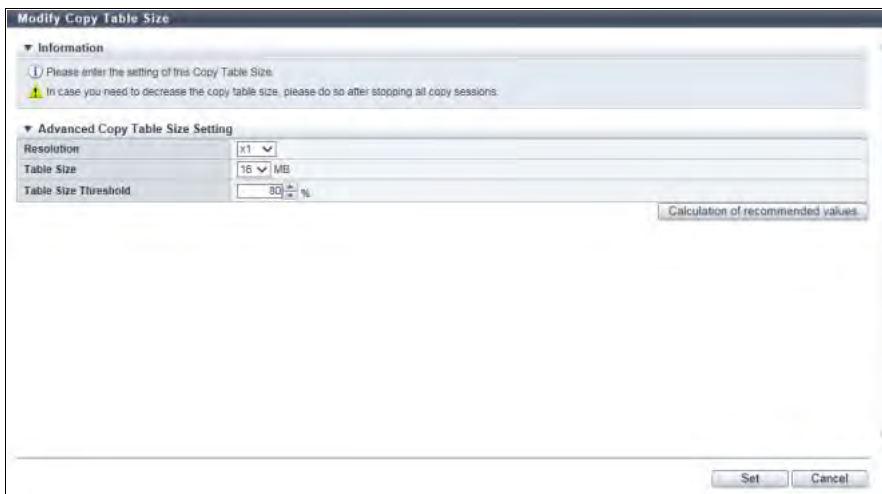 Modify Copy Table Size
▼ Information
Please enter the setting of this Copy Table Size.
In case you need to decrease the copy table size, please do so after stopping all copy sessions.
▼ Advanced Copy Table Size Setting
Resolution x1
Table Size 16 MB
Table Size Threshold 80 %
Calculation of recommended values
Set Cancel